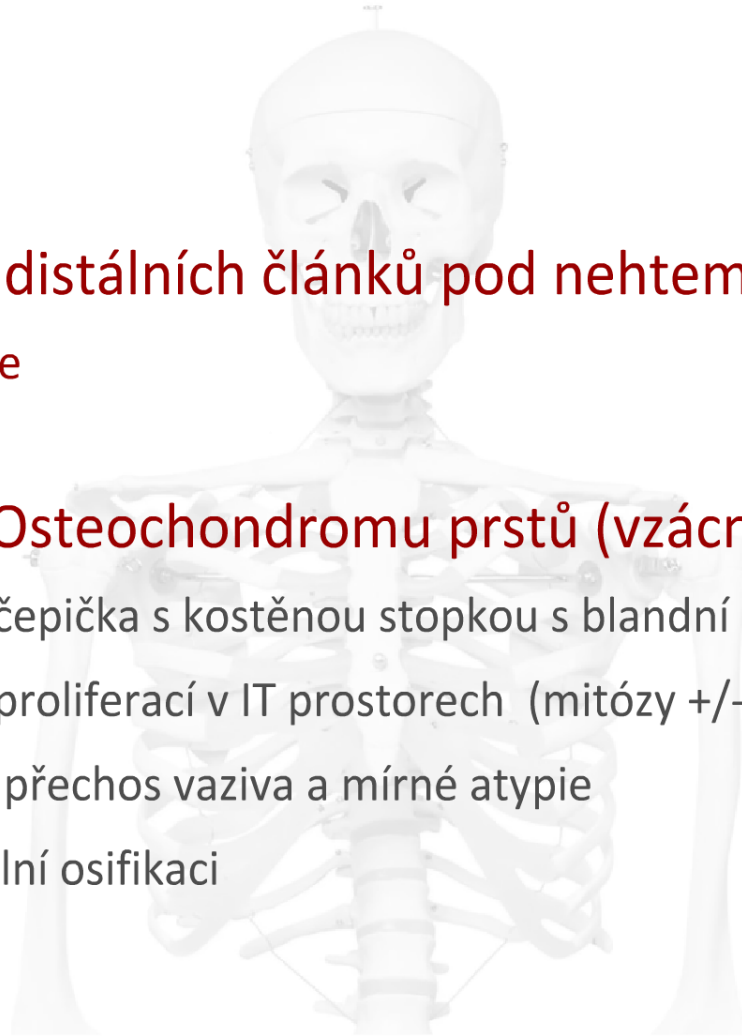 distálních článků pod nehtem
e
Osteochondromu prstů (vzácr
čepička s kostěnou stopkou s blandní
proliferací v IT prostorech (mitózy +/-
přechos vaziva a mírné atypie
lní osifikaci